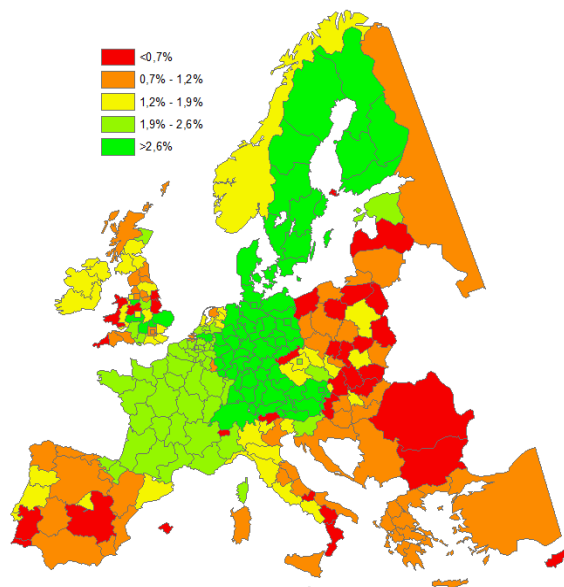 <0,7%
0,7% - 1,2%
1,2% - 1,9%
1,9% - 2,6%
>2,6%